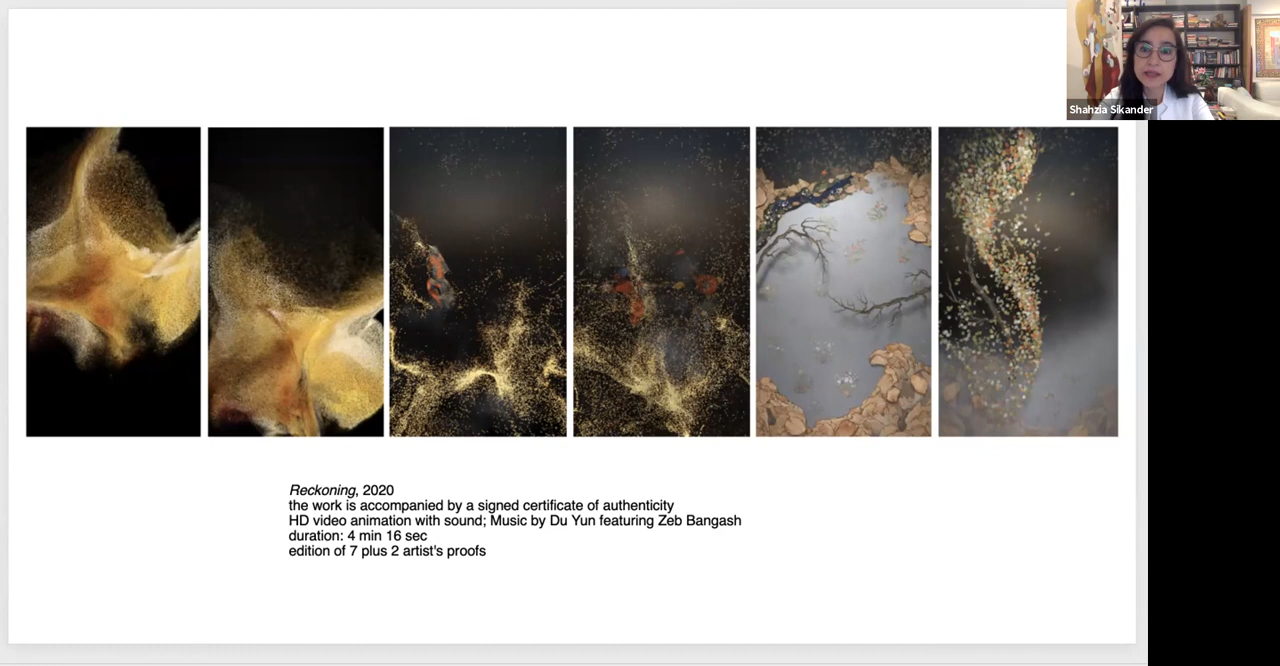 Shahzia Sikander
Reckoning, 2020
the work is accompanied by a signed certificate of authenticity
HD video animation with sound; Music by Du Yun featuring Zeb Bangash
duration: 4 min 16 sec
edition of 7 plus 2 artist's proofs